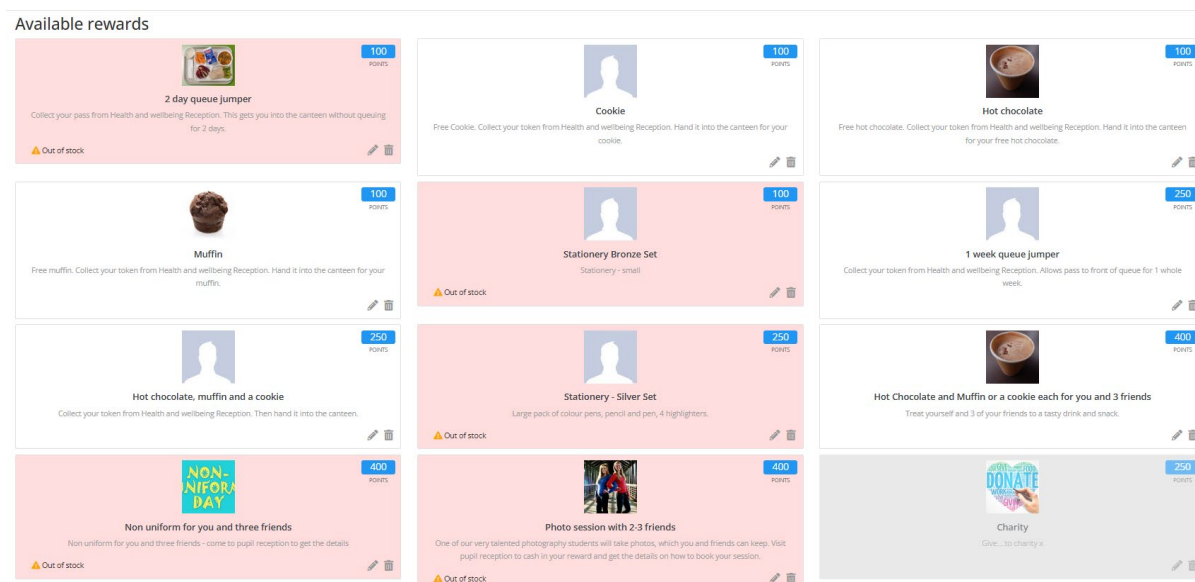 Available rewards
100
POINTS
2 day queue jumper
Collect your pass from Health and wellbeing Reception. This gets you into the canteen without queuing
for 2 days.
Out of stock
100
POINTS
Cookie
Free Cookie. Collect your token from Health and wellbeing Reception. Hand it into the canteen for your
cookie.
100
POINTS
Hot chocolate
Free hot chocolate. Collect your token from Health and wellbeing Reception. Hand it into the canteen
for your free hot chocolate.
100
POINTS
Muffin
Free muffin. Collect your token from Health and wellbeing Reception. Hand it into the canteen for your
muffin.
100
POINTS
Stationery Bronze Set
Stationery - small
Out of stock
250
POINTS
1 week queue jumper
Collect your token from Health and wellbeing Reception. Allows pass to front of queue for 1 whole
week.
250
POINTS
Hot chocolate, muffin and a cookie
Collect your token from Health and wellbeing Reception. Then hand it into the canteen.
250
POINTS
Stationery - Silver Set
Large pack of colour pens, pencil and pen, 4 highlighters.
Out of stock
400
POINTS
Hot Chocolate and Muffin or a cookie each for you and 3 friends
Treat yourself and 3 of your friends to a tasty drink and snack.
NON-
UNIFORM
DAY
400
POINTS
Non uniform for you and three friends
Non uniform for you and three friends - come to pupil reception to get the details
Out of stock
400
POINTS
Photo session with 2-3 friends
One of our very talented photography students will take photos, which you and friends can keep. Visit
pupil reception to cash in your reward and get the details on how to book your session.
Out of stock
DONATE
250
POINTS
Charity
Give ...to charity x